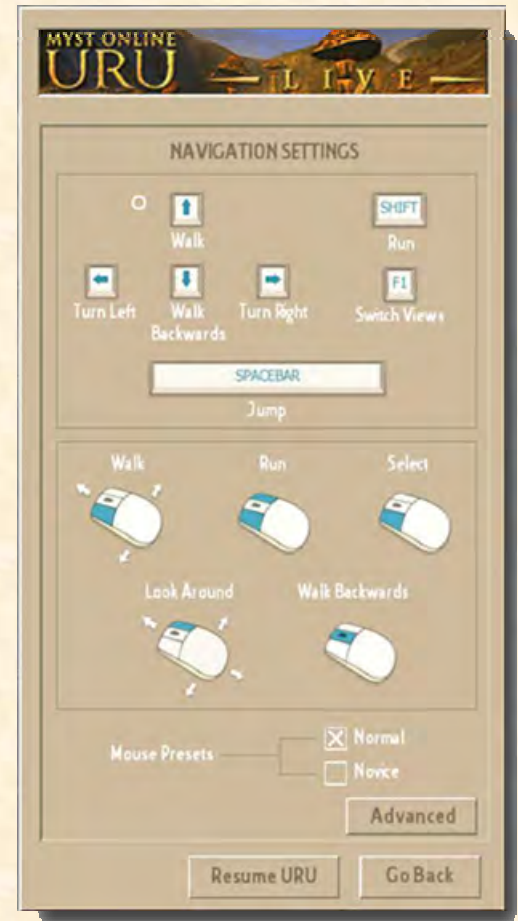 MYST ONLINE
URU
LIVE
NAVIGATION SETTINGS
SHIFT
Walk
Run
F1
Turn Left
Walk
Backwards
Turn Right
Switch Views
SPACEBAR
Jump
Walk
Run
Select
Look Around
Walk Backwards
Mouse Presets
Normal
Novice
Advanced
Resume URU
Go Back